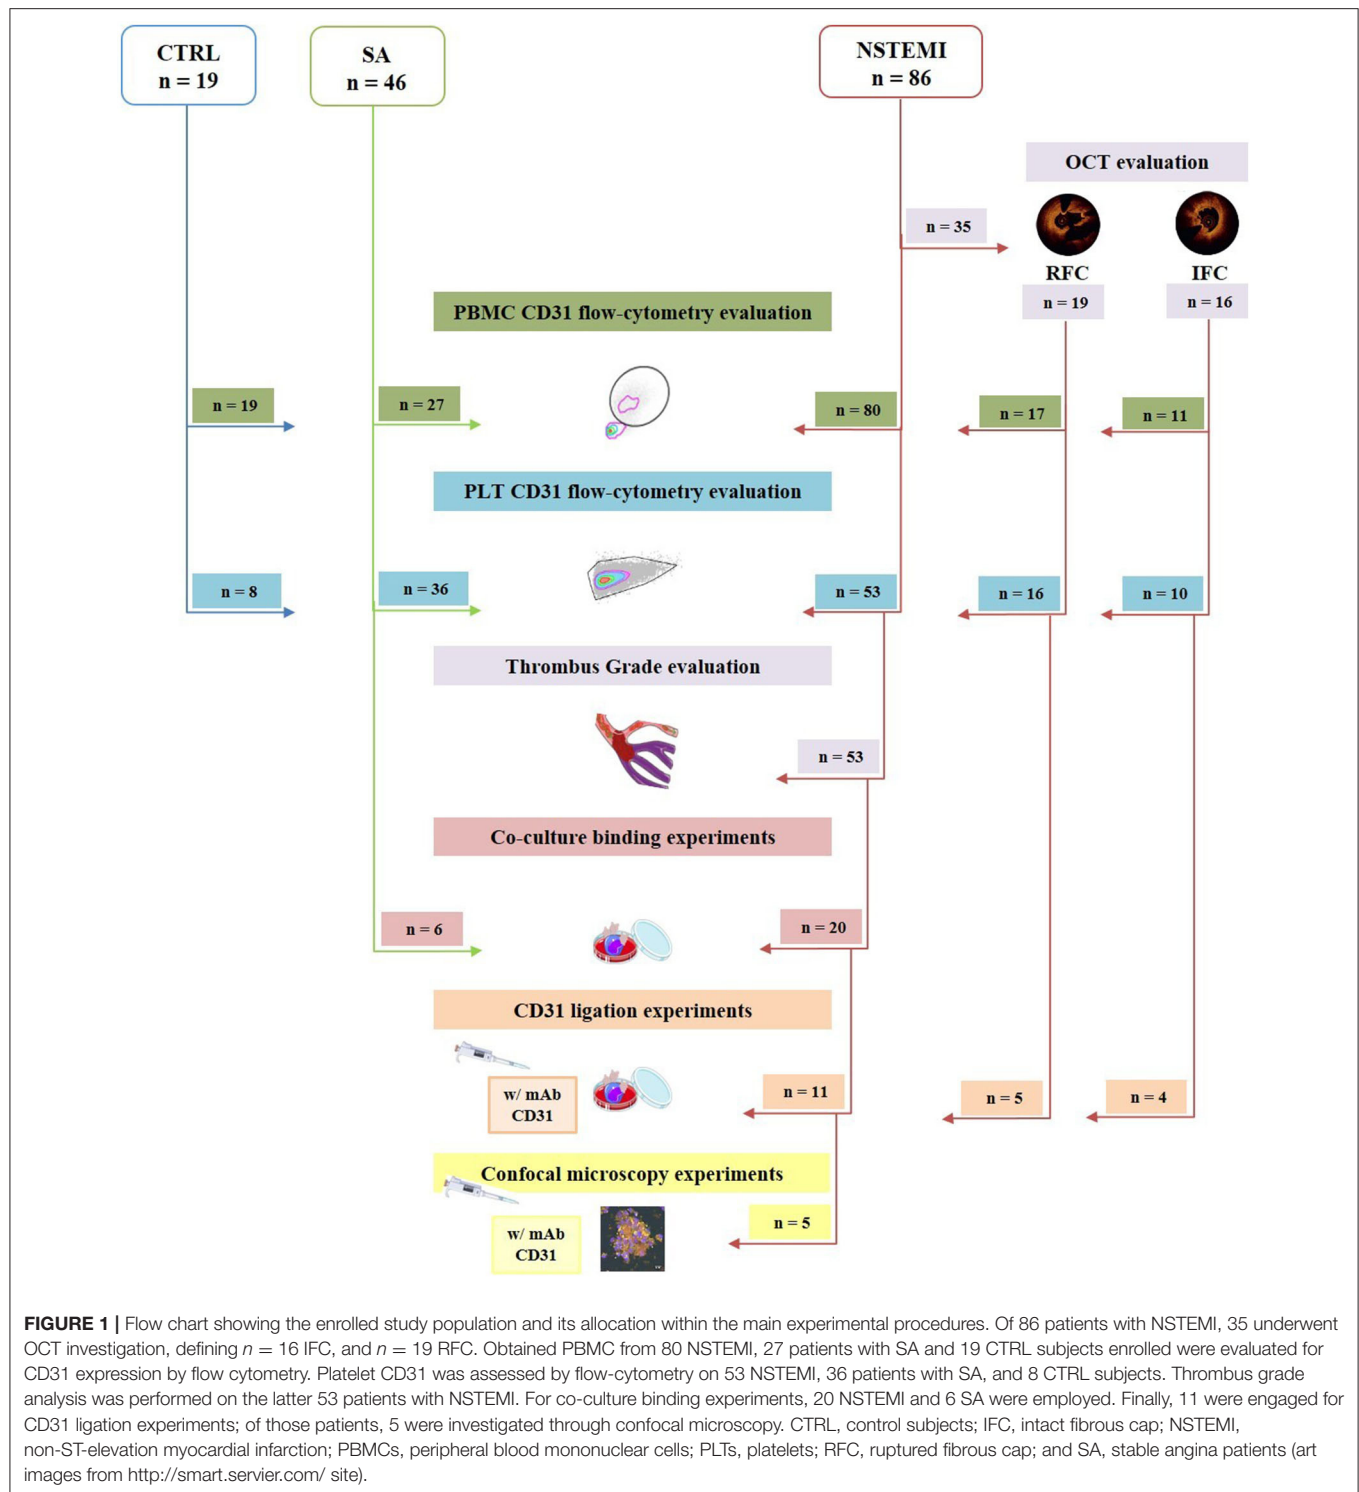 CTRL
n = 19
SA
n = 46
NSTEMI
n = 86
OCT evaluation
n = 35
RFC
IFC
n = 19
n = 16
PBMC CD31 flow-cytometry evaluation
n = 19
n = 27
n = 80
n = 17
n = 11
PLT CD31 flow-cytometry evaluation
n = 8
n = 36
n = 53
n = 16
n = 10
Thrombus Grade evaluation
n = 53
Co-culture binding experiments
n = 6
n = 20
CD31 ligation experiments
w/ mAb
CD31
n = 11
n = 5
n = 4
Confocal microscopy experiments
w/ mAb
CD31
n = 5
FIGURE 1 | Flow chart showing the enrolled study population and its allocation within the main experimental procedures. Of 86 patients with NSTEMI, 35 underwent
OCT investigation, defining n = 16 IFC, and n = 19 RFC. Obtained PBMC from 80 NSTEMI, 27 patients with SA and 19 CTRL subjects enrolled were evaluated for
CD31 expression by flow cytometry. Platelet CD31 was assessed by flow-cytometry on 53 NSTEMI, 36 patients with SA, and 8 CTRL subjects. Thrombus grade
analysis was performed on the latter 53 patients with NSTEMI. For co-culture binding experiments, 20 NSTEMI and 6 SA were employed. Finally, 11 were engaged for
CD31 ligation experiments; of those patients, 5 were investigated through confocal microscopy. CTRL, control subjects; IFC, intact fibrous cap; NSTEMI,
non-ST-elevation myocardial infarction; PBMCs, peripheral blood mononuclear cells; PLTs, platelets; RFC, ruptured fibrous cap; and SA, stable angina patients (art
images from http://smart.servier.com/ site).